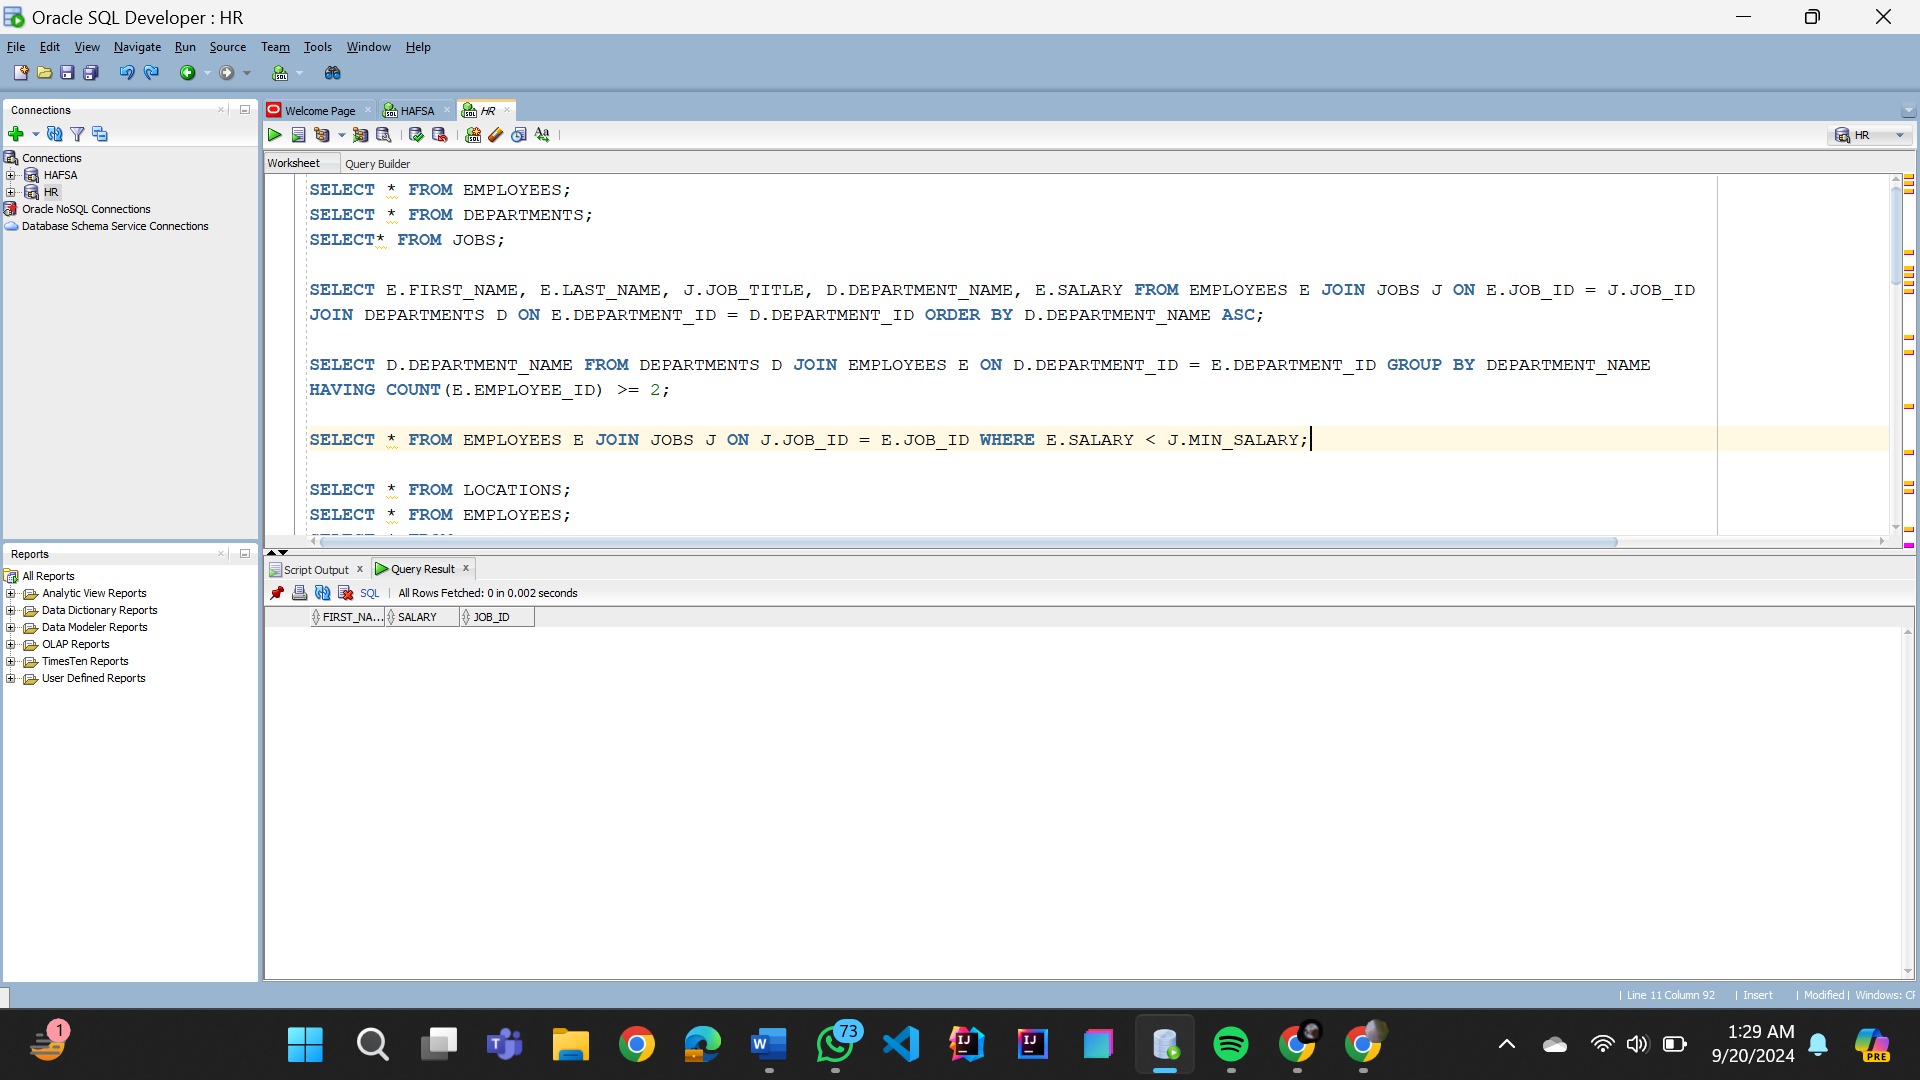 Oracle SQL Developer : HR
File Edit View Navigate Run Source Team Tools Window Help
Connections
Connections
HAFSA
HR
Oracle NoSQL Connections
Database Schema Service Connections
Reports
All Reports
Analytic View Reports
Data Dictionary Reports
Data Modeler Reports
OLAP Reports
TimesTen Reports
User Defined Reports
Welcome Page HAFSA HR
HR
Worksheet Query Builder
SELECT * FROM EMPLOYEES;
SELECT * FROM DEPARTMENTS;
SELECT* FROM JOBS;
SELECT E.FIRST_NAME, E.LAST_NAME, J.JOB_TITLE, D.DEPARTMENT_NAME, E.SALARY FROM EMPLOYEES E JOIN JOBS J ON E.JOB_ID = J.JOB_ID
JOIN DEPARTMENTS D ON E.DEPARTMENT_ID = D.DEPARTMENT_ID ORDER BY D.DEPARTMENT_NAME ASC;
SELECT D.DEPARTMENT_NAME FROM DEPARTMENTS D JOIN EMPLOYEES E ON D.DEPARTMENT_ID = E.DEPARTMENT_ID GROUP BY DEPARTMENT_NAME
HAVING COUNT(E.EMPLOYEE_ID) >= 2;
SELECT * FROM EMPLOYEES E JOIN JOBS J ON J.JOB_ID = E.JOB_ID WHERE E.SALARY < J.MIN_SALARY;
SELECT * FROM LOCATIONS;
SELECT * FROM EMPLOYEES;
Script Output Query Result
SQL | All Rows Fetched: 0 in 0.002 seconds
FIRST_NA... SALARY JOB_ID
| Line 11 Column 92 | Insert | Modified | Windows:
1
73
1:29 AM
9/20/2024
PRE